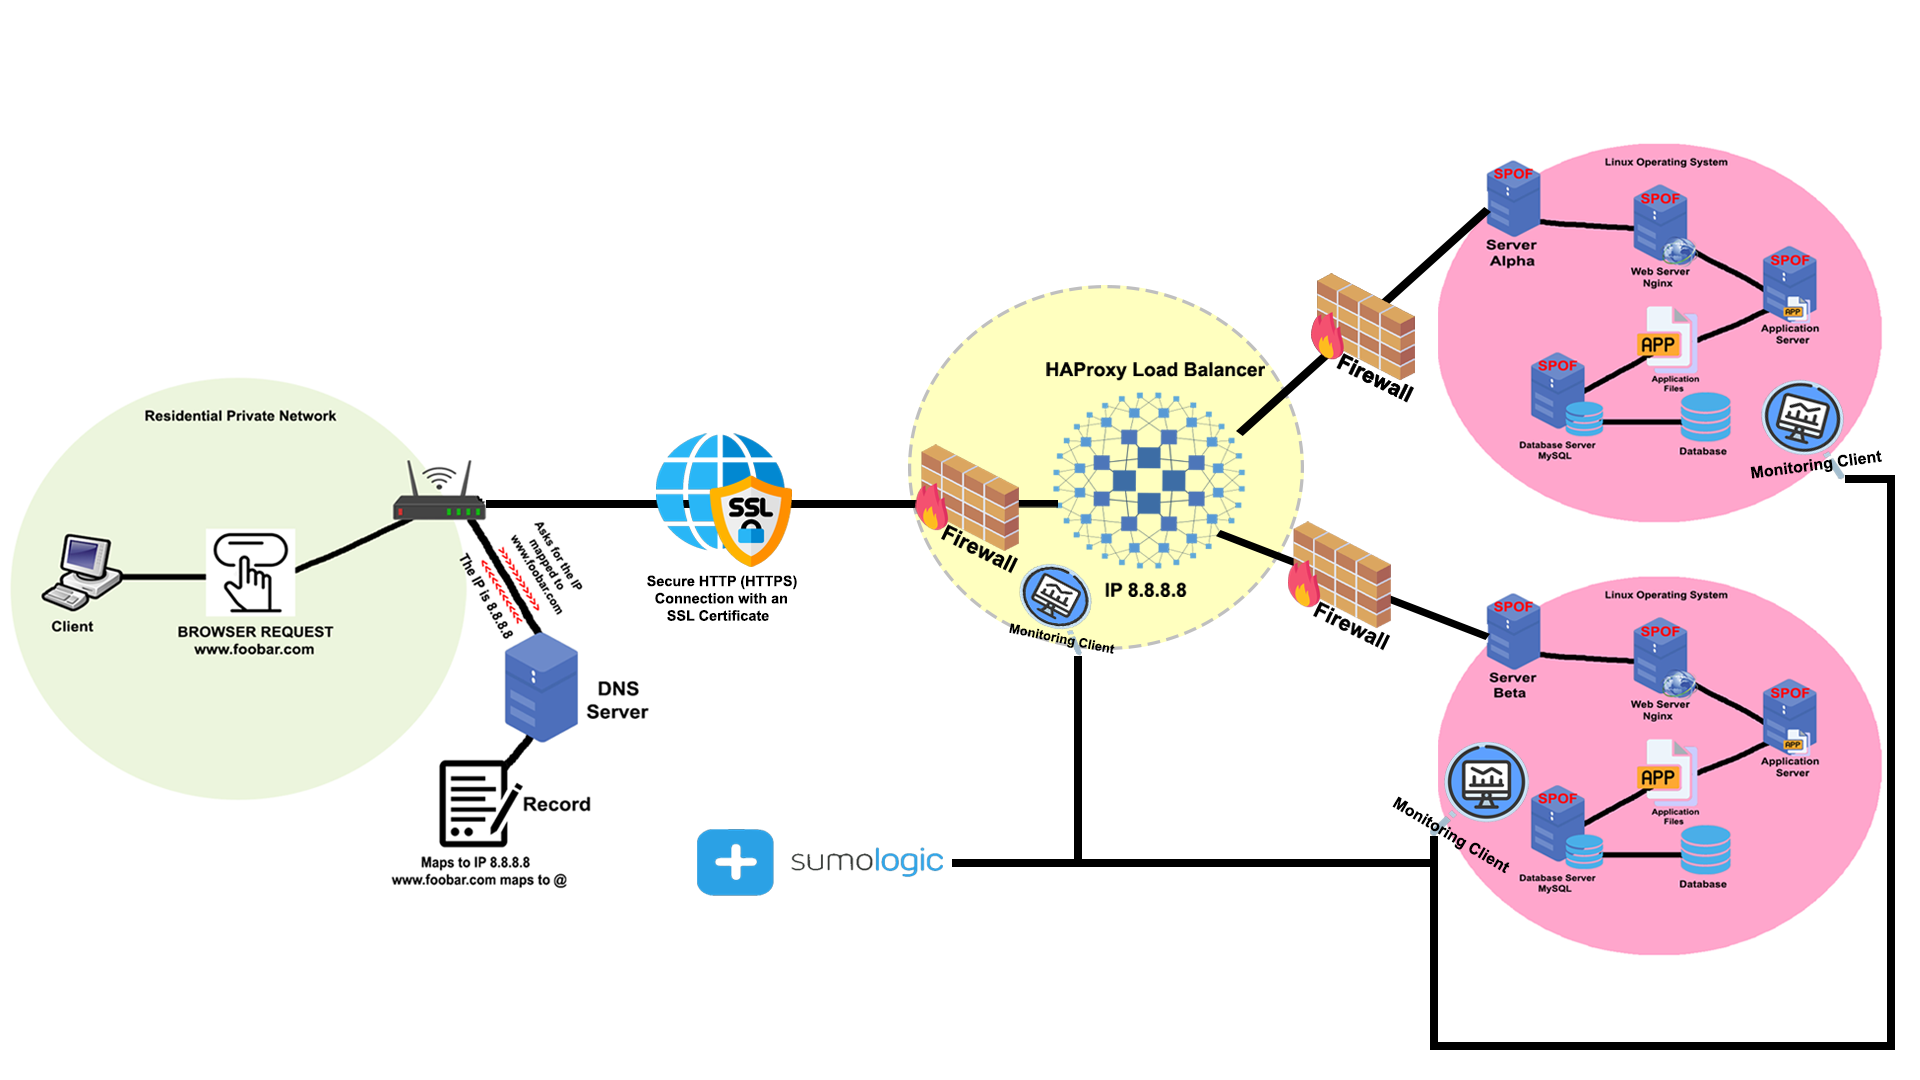 Residential Private Network
Client
BROWSER REQUEST
www.foobar.com
Asks for the IP
mapped to
www.foobar.com
>>>>>>>>>>
<<<<<<<<<<
The IP is 8.8.8.8
DNS
Server
Record
Maps to IP 8.8.8.8
www.foobar.com maps to @
SSL
Secure HTTP (HTTPS)
Connection with an
SSL Certificate
HAProxy Load Balancer
Firewall
IP 8.8.8.8
Monitoring Client
Firewall
Firewall
sumologic
Linux Operating System
SPOF
Server
Alpha
SPOF
Web Server
Nginx
SPOF
APP
Application
Server
APP
Application
Files
SPOF
Database Server
MySQL
Database
Monitoring Client
Linux Operating System
SPOF
Server
Beta
SPOF
Web Server
Nginx
SPOF
APP
Application
Server
APP
Application
Files
SPOF
Database Server
MySQL
Database
Monitoring Client